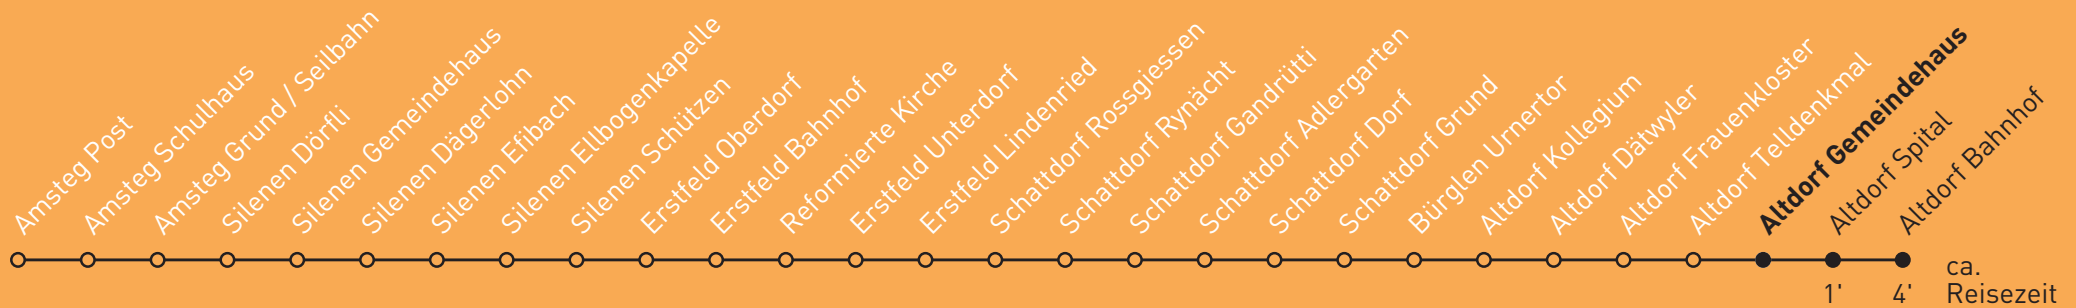 Amsteg Post
Amsteg Schulhaus
Amsteg Grund / Seilbahn
Silenen Dörfli
Silenen Gemeindehaus
Silenen Dägerlohn
Silenen Efibach
Silenen Ellbogenkapelle
Silenen Schützen
Erstfeld Oberdorf
Erstfeld Bahnhof
Reformierte Kirche
Erstfeld Unterdorf
Erstfeld Lindenried
Schattdorf Rossgiessen
Schattdorf Rynächt
Schattdorf Gandrütti
Schattdorf Adlergarten
Schattdorf Dorf
Schattdorf Grund
Bürglen Urnertor
Altdorf Kollegium
Altdorf Dätwyler
Altdorf Frauenkloster
Altdorf Telldenkmal
Altdorf Gemeindehaus
Altdorf Spital
Altdorf Bahnhof
ca.
1' 4' Reisezeit